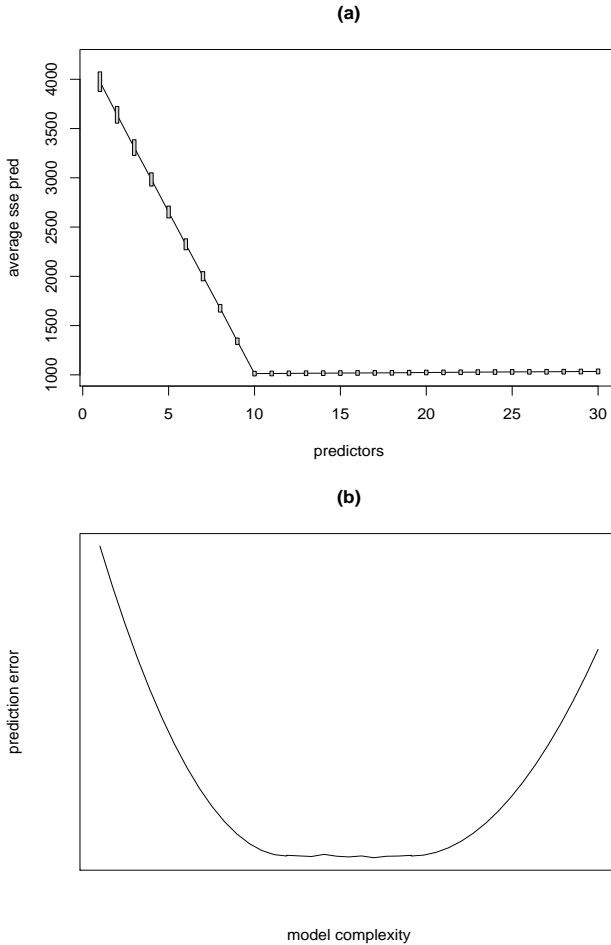 (a)
average sse pred
4000
3500
3000
2500
2000
1500
1000
0 5 10 15 20 25 30
predictors
(b)
prediction error
model complexity